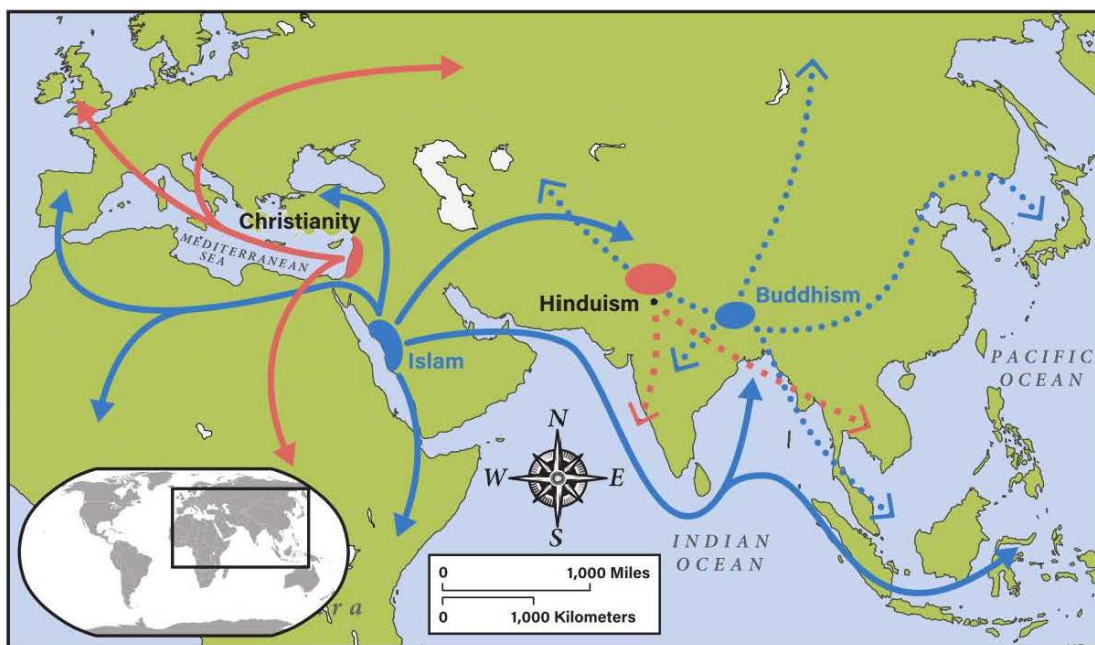 Christianity
MEDITERRANEAN
SEA
Hinduism
Buddhism
Islam
PACIFIC
OCEAN
N
W
E
S
INDIAN
OCEAN
0
1,000 Miles
0
1,000 Kilometers